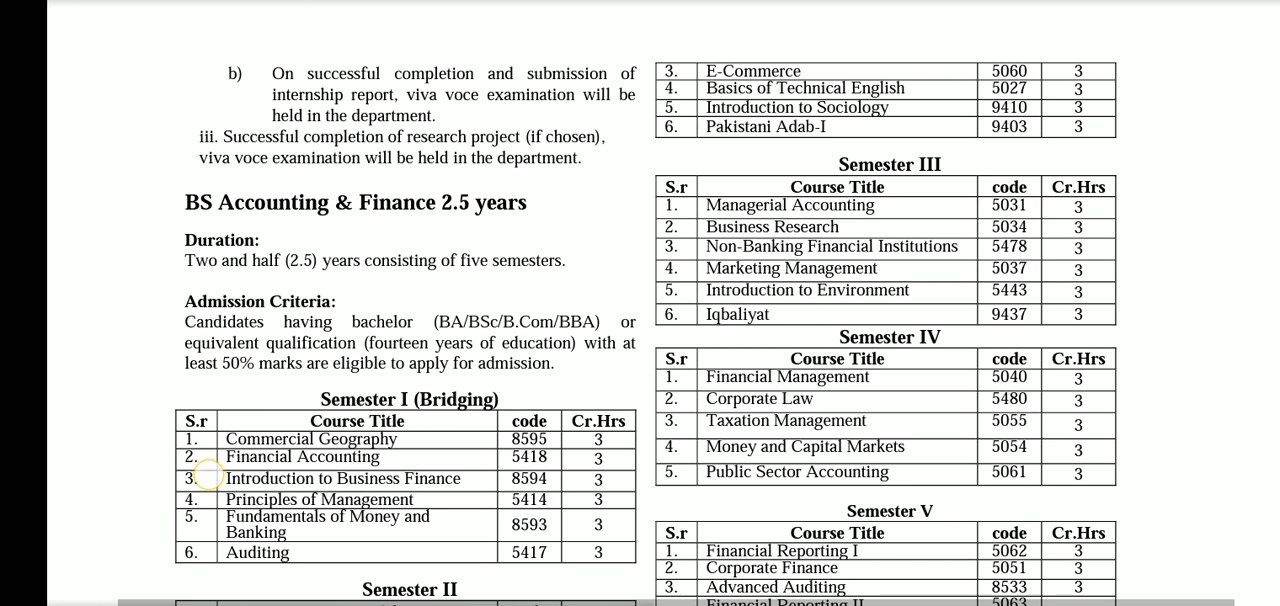 b) On successful completion and submission of
internship report, viva voce examination will be
held in the department.
iii. Successful completion of research project (if chosen),
viva voce examination will be held in the department.
BS Accounting & Finance 2.5 years
Duration:
Two and half (2.5) years consisting of five semesters.
Admission Criteria:
Candidates having bachelor (BA/BSc/B.Com/BBA) or
equivalent qualification (fourteen years of education) with at
least 50% marks are eligible to apply for admission.
Semester I (Bridging)
S.r Course Title code Cr.Hrs
1. Commercial Geography 8595 3
2. Financial Accounting 5418 3
3. Introduction to Business Finance 8594 3
4. Principles of Management 5414 3
5. Fundamentals of Money and
Banking 8593 3
6. Auditing 5417 3
Semester II
3. E-Commerce 5060 3
4. Basics of Technical English 5027 3
5. Introduction to Sociology 9410 3
6. Pakistani Adab-I 9403 3
Semester III
S.r Course Title code Cr.Hrs
1. Managerial Accounting 5031 3
2. Business Research 5034 3
3. Non-Banking Financial Institutions 5478 3
4. Marketing Management 5037 3
5. Introduction to Environment 5443 3
6. Iqbaliyat 9437 3
Semester IV
S.r Course Title code Cr.Hrs
1. Financial Management 5040 3
2. Corporate Law 5480 3
3. Taxation Management 5055 3
4. Money and Capital Markets 5054 3
5. Public Sector Accounting 5061 3
Semester V
S.r Course Title code Cr.Hrs
1. Financial Reporting I 5062 3
2. Corporate Finance 5051 3
3. Advanced Auditing 8533 3
Financial Reporting II 5063